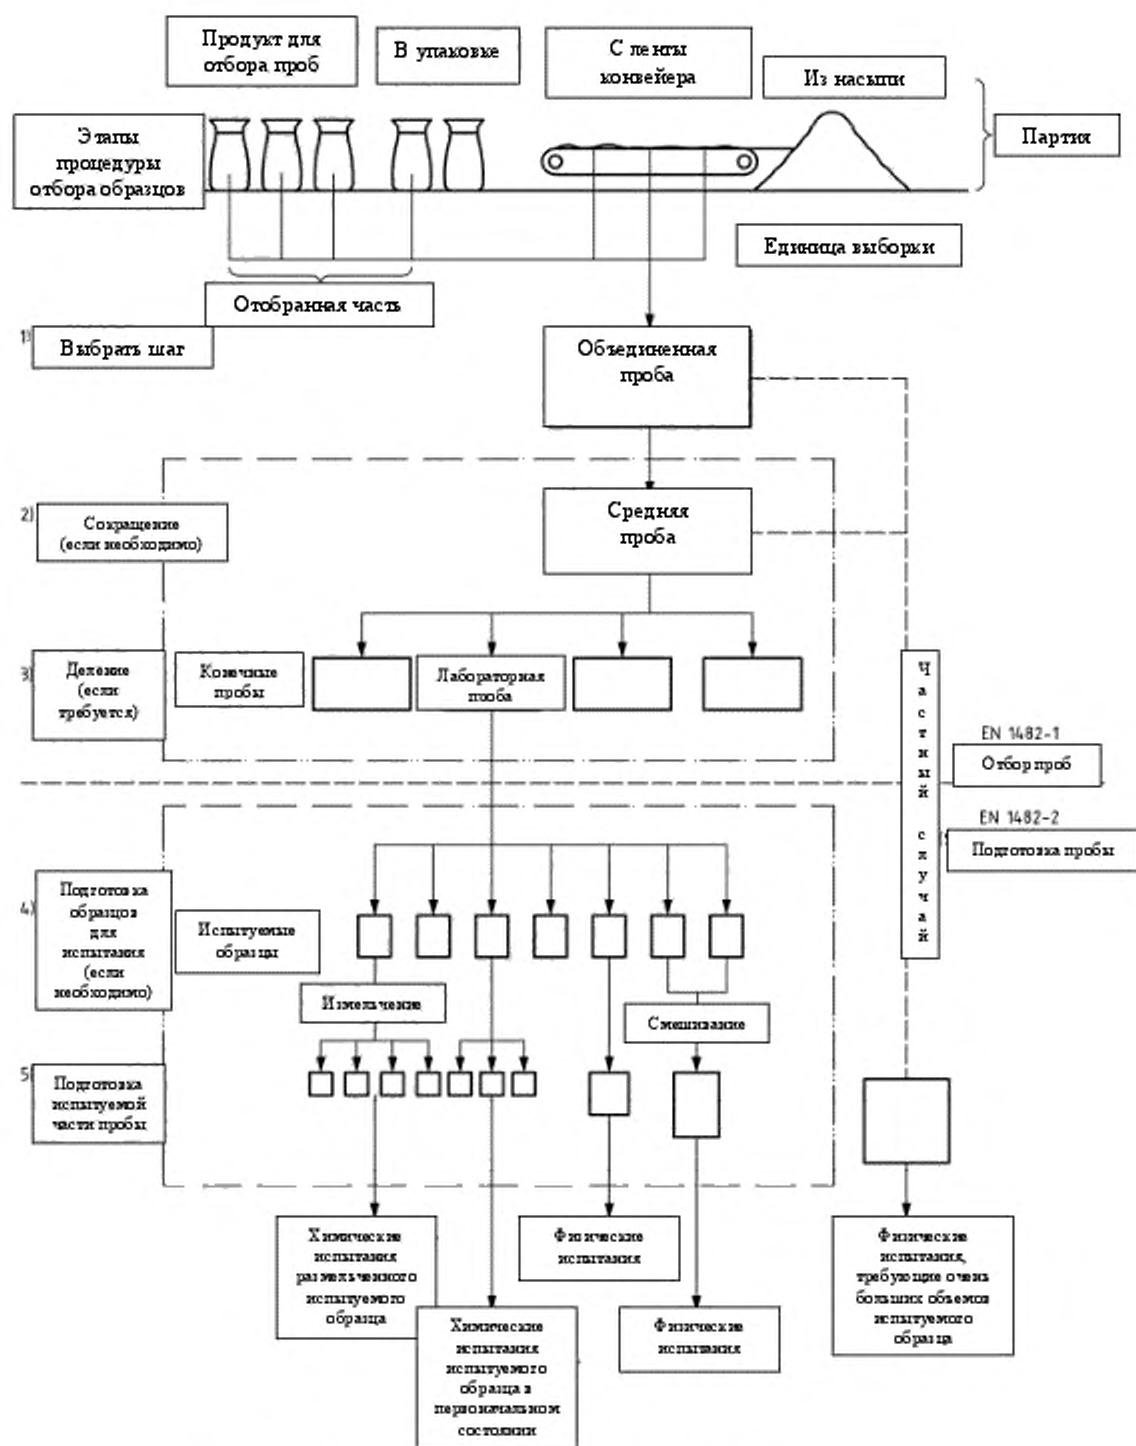 Продукт для
отбора проб
В упаковке
С ленты
конвейера
Из насыпи
Партия
Этапы
процедуры
отбора образцов
Единица выборки
Отобранная часть
1)
Выбрать шаг
Объединенная
проба
2)
Сокращение
(если необходимо)
Средняя
проба
3)
Деление
(если
требуется)
Конечные
пробы
Лабораторная
проба
Частный случай
EN 1482-1
Отбор проб
EN 1482-2
Подготовка пробы
4)
Подготовка
образцов
для
испытания
(если
необходимо)
Испытуемые
образцы
Измельчение
Смешивание
5)
Подготовка
испытуемой
части пробы
Химические
испытания
размельченного
испытуемого
образца
Химические
испытания
испытуемого
образца в
первоначальном
состоянии
Физические
испытания
Физические
испытания
Физические
испытания,
требующие очень
больших объемов
испытуемого
образца